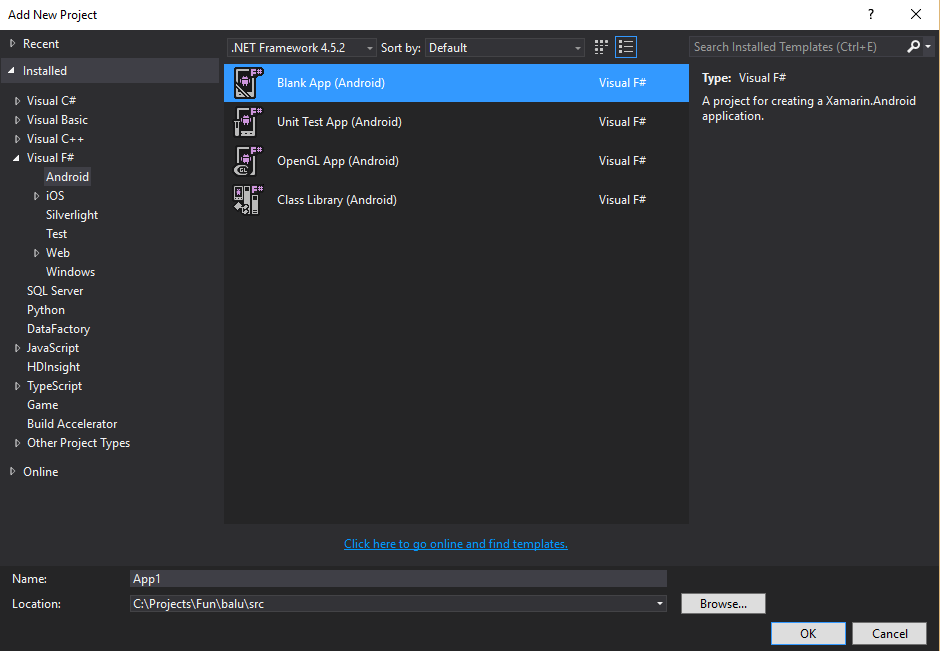 Add New Project
?
Recent
Installed
Visual C#
Visual Basic
Visual C++
Visual F#
Android
iOS
Silverlight
Test
Web
Windows
SQL Server
Python
DataFactory
JavaScript
HDInsight
TypeScript
Game
Build Accelerator
Other Project Types
Online
.NET Framework 4.5.2
Sort by: Default
F# Blank App (Android) Visual F#
F# Unit Test App (Android) Visual F#
F# GL OpenGL App (Android) Visual F#
F# Class Library (Android) Visual F#
Click here to go online and find templates.
Search Installed Templates (Ctrl+E)
Type: Visual F#
A project for creating a Xamarin.Android
application.
Name: App1
Location: C:\Projects\Fun\balu\src
Browse...
OK Cancel